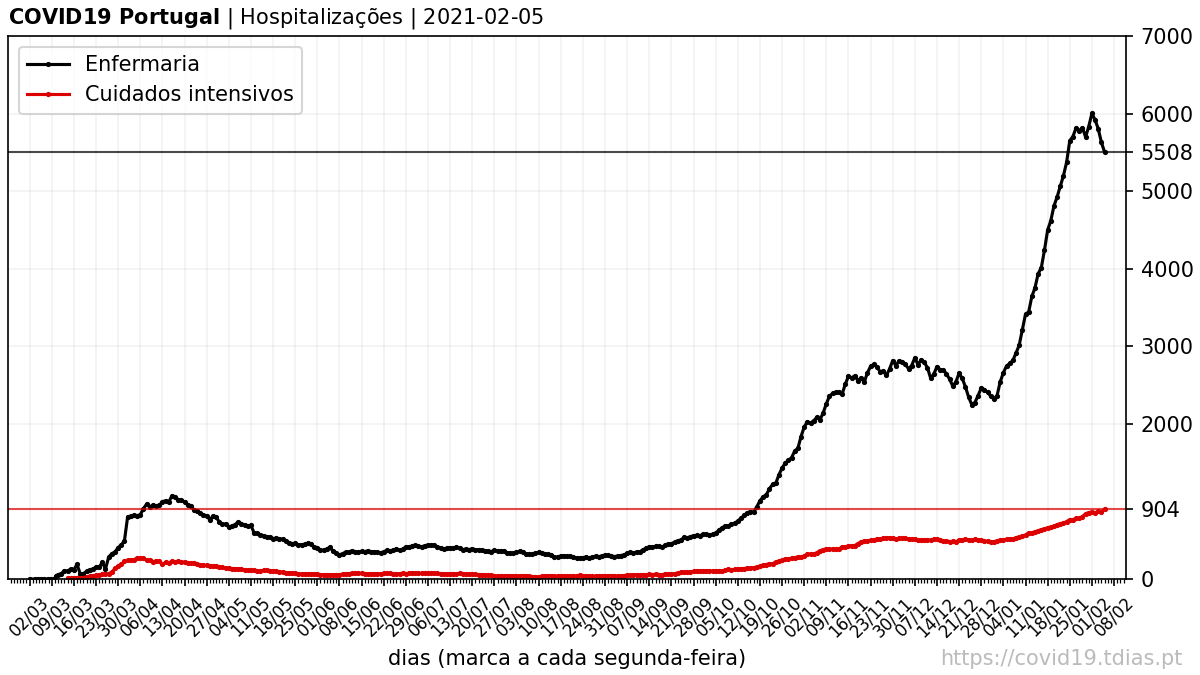 COVID19 Portugal | Hospitalizações | 2021-02-05
Enfermaria
Cuidados intensivos
7000
6000
5508
5000
4000
3000
2000
904
0
02/03 09/03 16/03 23/03 30/03 06/04 13/04 20/04 27/04 04/05 11/05 18/05 25/05 01/06 08/06 15/06 22/06 29/06 06/07 13/07 20/07 27/07 03/08 10/08 17/08 24/08 31/08 07/09 14/09 21/09 28/09 05/10 12/10 19/10 26/10 02/11 09/11 16/11 23/11 30/11 07/12 14/12 21/12 28/12 04/01 11/01 18/01 25/01 01/02 08/02
dias (marca a cada segunda-feira)
https://covid19.tdias.pt